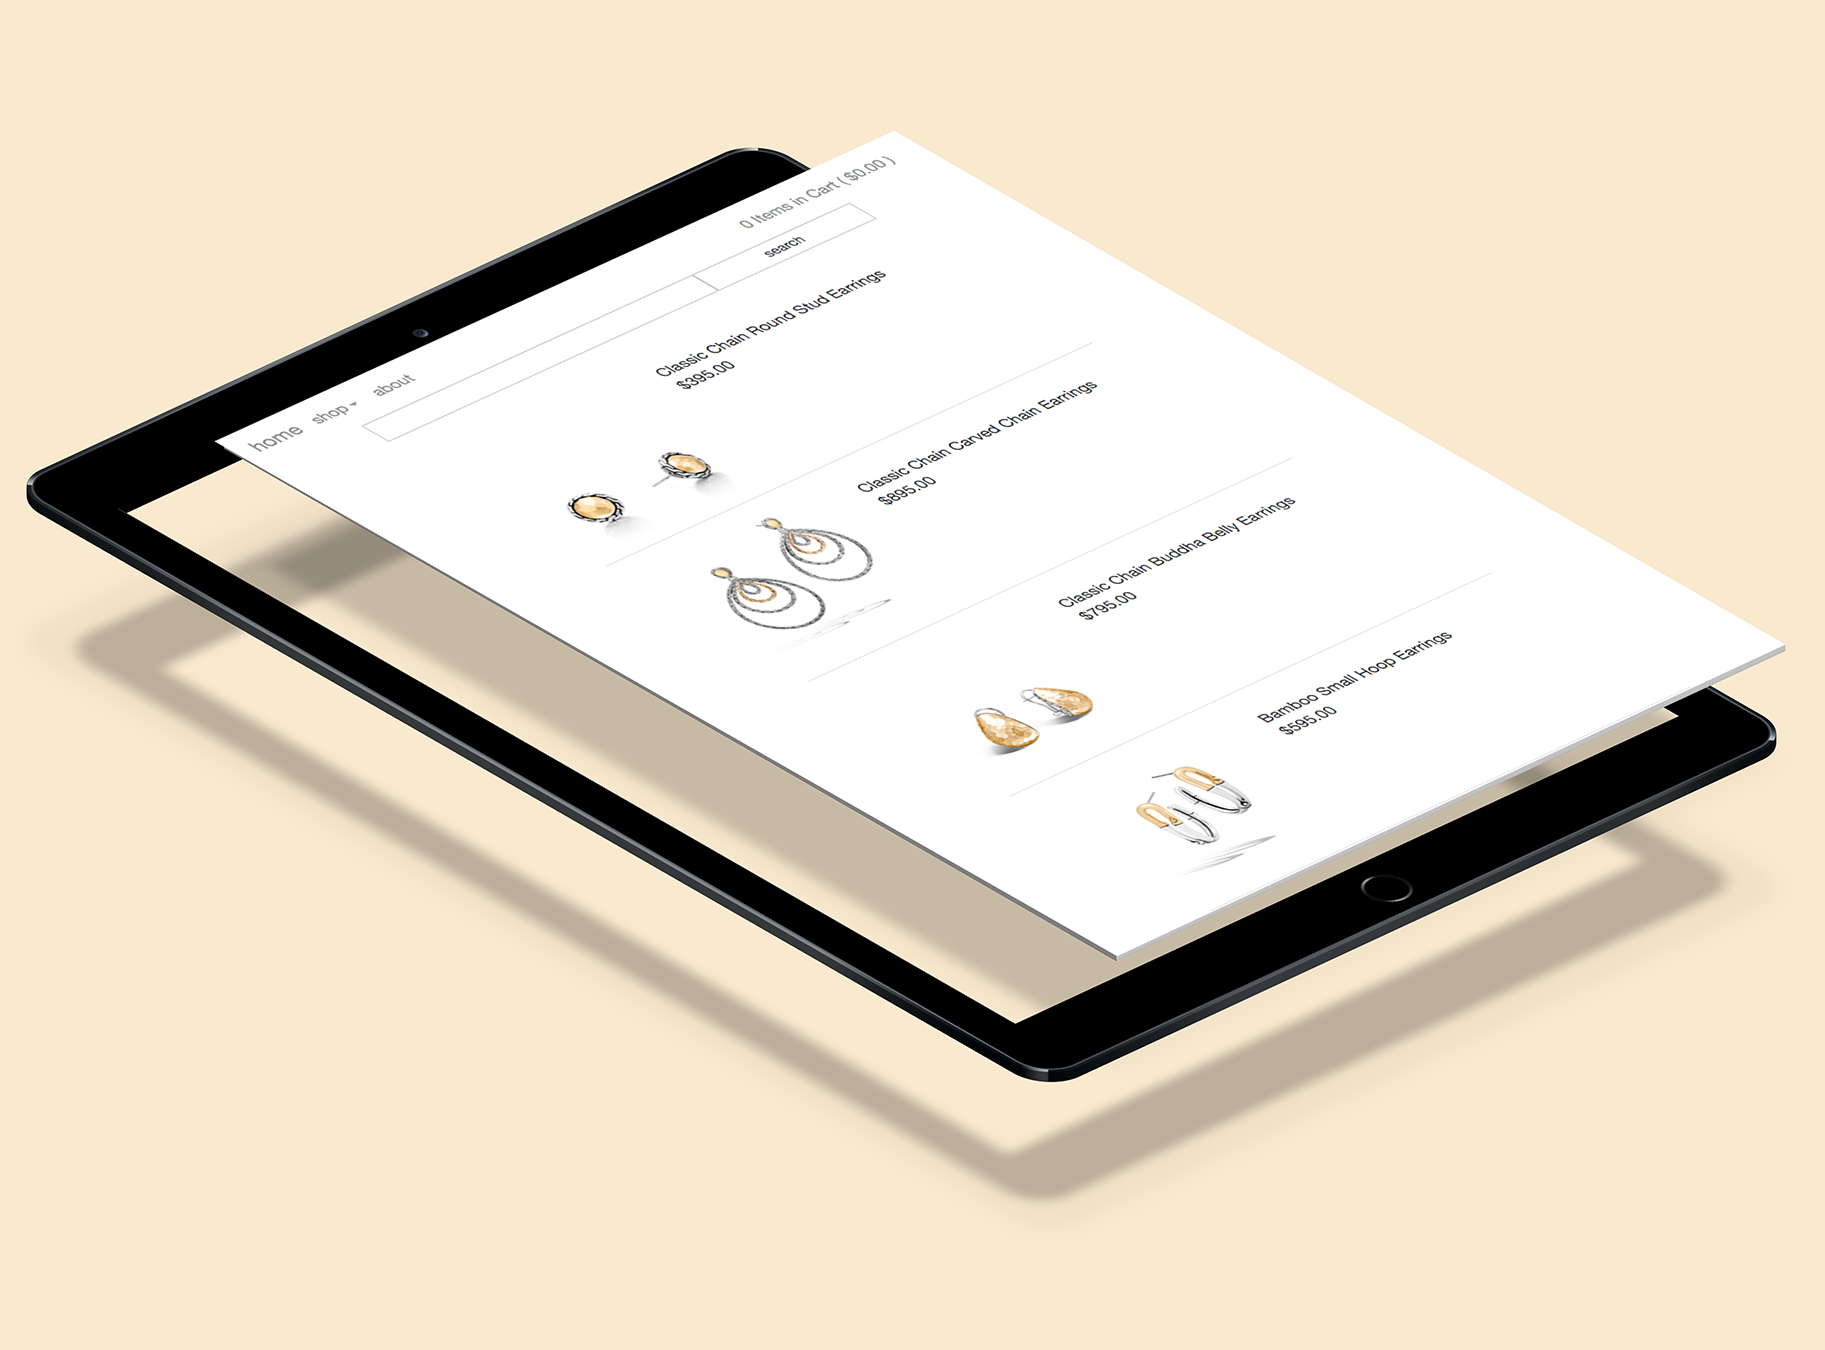 home shop about
0 Items in Cart ( $0.00 )
search
Classic Chain Round Stud Earrings
$395.00
Classic Chain Carved Chain Earrings
$895.00
Classic Chain Buddha Belly Earrings
$795.00
Bamboo Small Hoop Earrings
$595.00